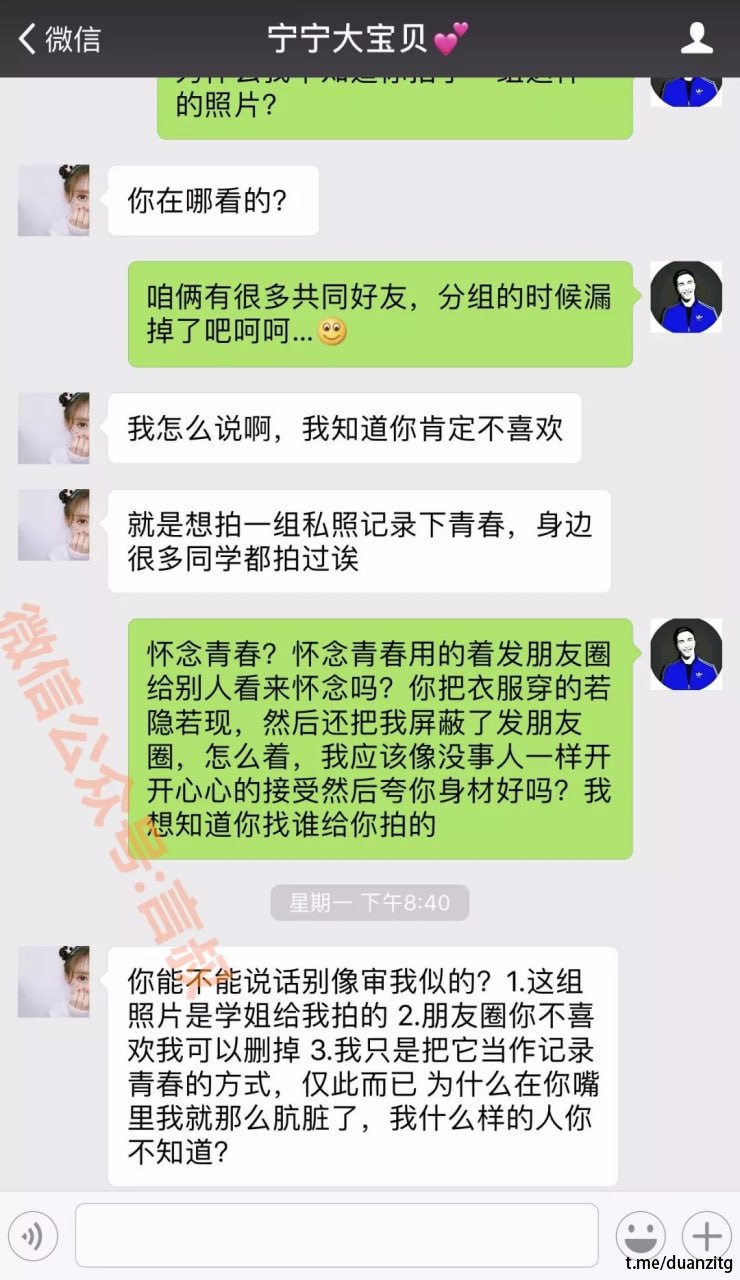 微信
宁宁大宝贝
的照片？
你在哪看的？
咱俩有很多共同好友，分组的时候漏
掉了吧呵呵...
我怎么说啊，我知道你肯定不喜欢
就是想拍一组私照记录下青春，身边
很多同学都拍过诶
怀念青春？怀念青春用的着发朋友圈
给别人看来怀念吗？你把衣服穿的若
隐若现，然后还把我屏蔽了发朋友
圈，怎么着，我应该像没事人一样开
开心心的接受然后夸你身材好吗？我
想知道你找谁给你拍的
星期一 下午8:40
你能不能说话别像审我似的？1.这组
照片是学姐给我拍的 2.朋友圈你不喜
欢我可以删掉 3.我只是把它当作记录
青春的方式，仅此而已 为什么在你嘴
里我就那么肮脏了，我什么样的人你
不知道？
微信公众号:言叔
t.me/duanzitg